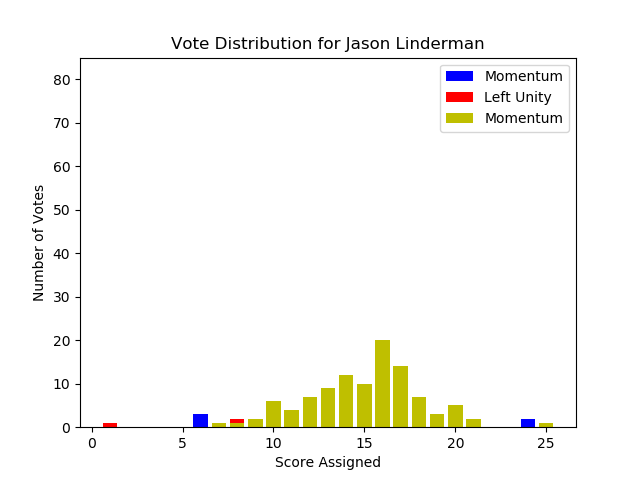 Vote Distribution for Jason Linderman
Momentum
Left Unity
Momentum
Number of Votes
80
70
60
50
40
30
20
10
0
0 5 10 15 20 25
Score Assigned